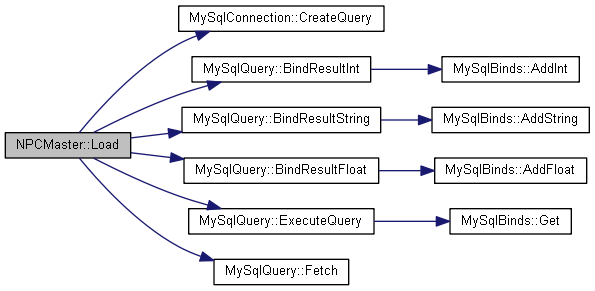 MySqlConnection::CreateQuery
MySqlQuery::BindResultInt
MySqlBinds::AddInt
MySqlQuery::BindResultString
MySqlBinds::AddString
NPCMaster::Load
MySqlQuery::BindResultFloat
MySqlBinds::AddFloat
MySqlQuery::ExecuteQuery
MySqlBinds::Get
MySqlQuery::Fetch